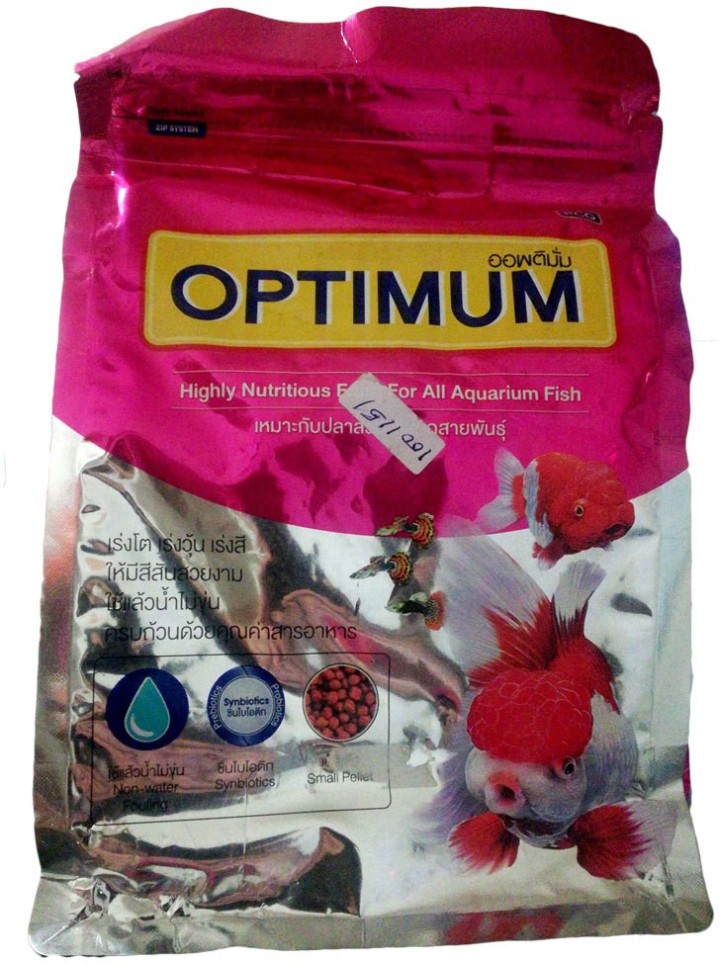 ZIP SYSTEM
ออพติมั่ม
OPTIMUM
Highly Nutritious For All Aquarium Fish
เหมาะกับปลา สายพันธุ์
เร่งโต เร่งวุ้น เร่งสี
ให้มีสีสันสวยงาม
ใช้แล้วน้ำไม่ขุ่น
ครบถ้วนด้วยคุณค่าสารอาหาร
Prebiotics
Synbiotics
ซินไบโอติก
Probiotics
ใช้แล้วน้ำไม่ขุ่น
Non-water
Fouling
ซินไบโอติก
Synbiotics
Small Pellet